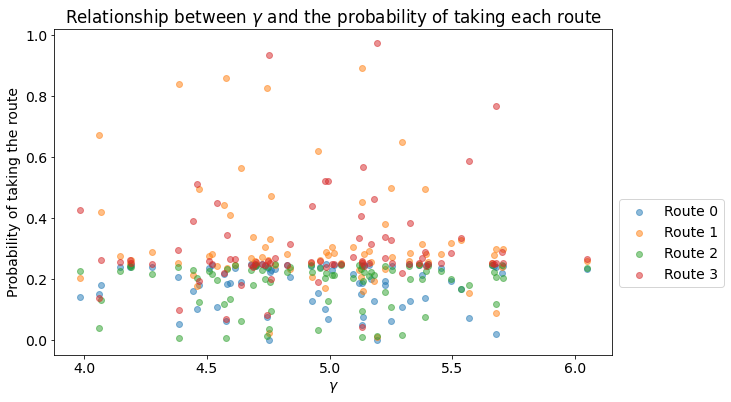 Relationship between γ and the probability of taking each route
1.0
0.8
0.6
0.4
0.2
0.0
Probability of taking the route
4.0 4.5 5.0 5.5 6.0
γ
Route 0
Route 1
Route 2
Route 3